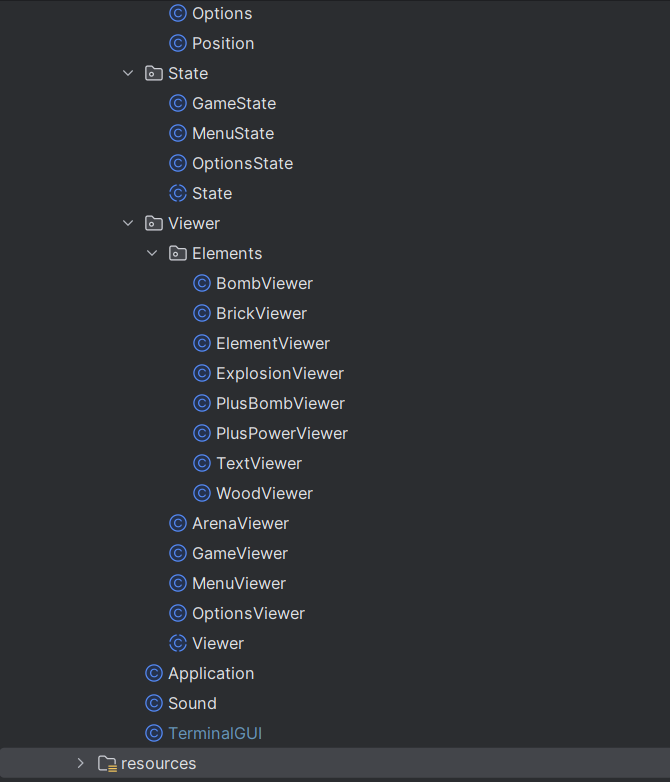 Options
Position
State
GameState
MenuState
OptionsState
State
Viewer
Elements
BombViewer
BrickViewer
ElementViewer
ExplosionViewer
PlusBombViewer
PlusPowerViewer
TextViewer
WoodViewer
ArenaViewer
GameViewer
MenuViewer
OptionsViewer
Viewer
Application
Sound
TerminalGUI
resources